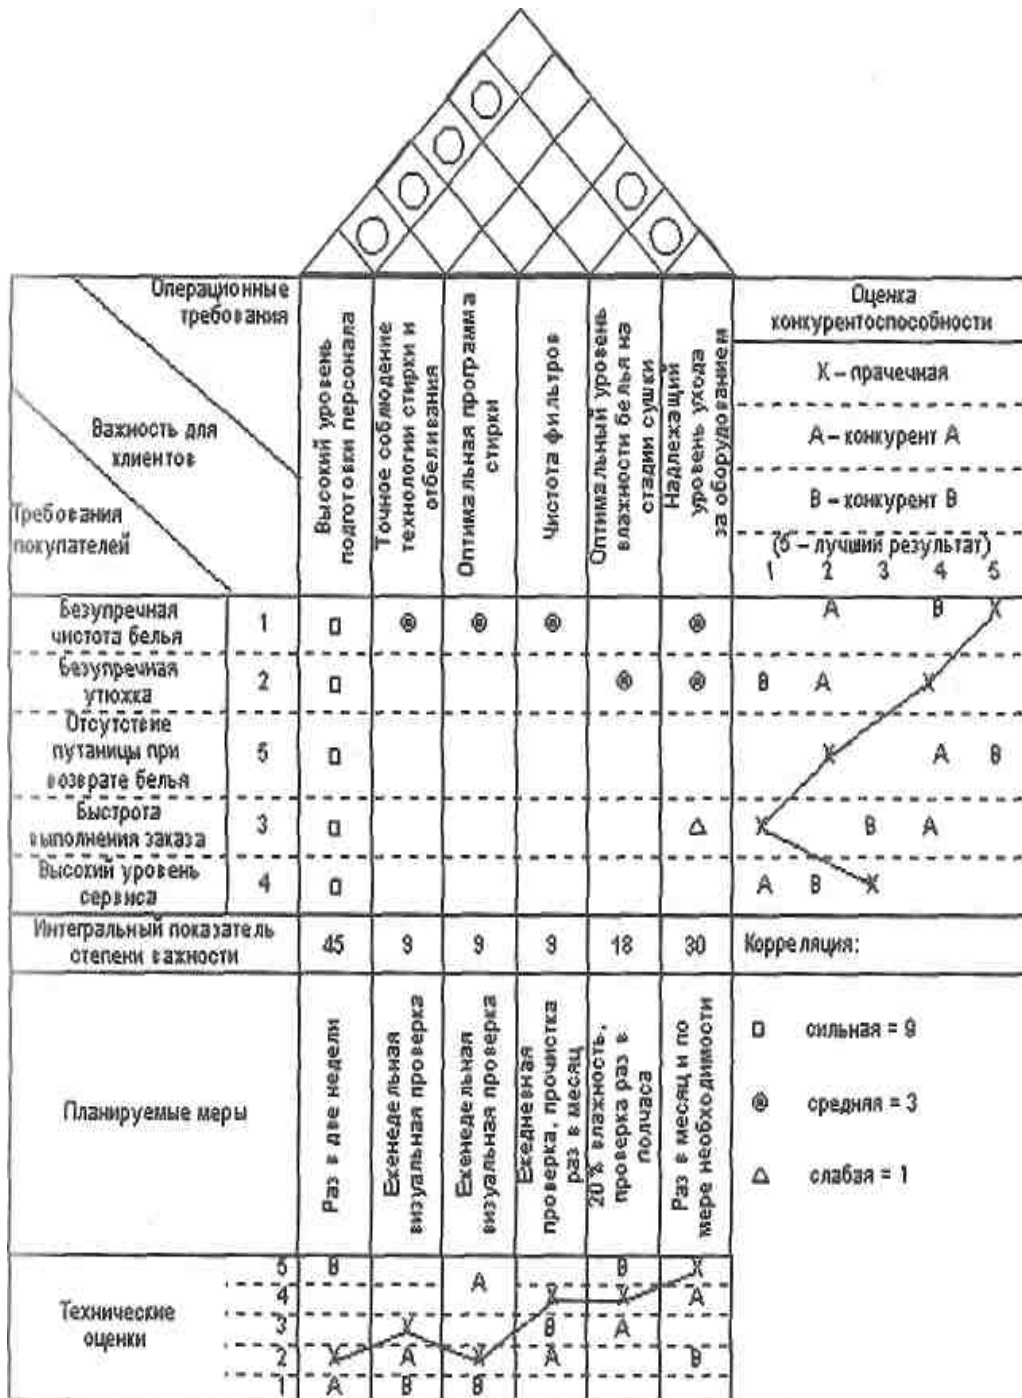 Операционные
требования
Важность для
клиентов
Требования
покупателей
Высокий уровень
подготовки персонала
Точное соблюдение
технологии стирки и
отбеливания
Оптимальная программа
стирки
Чистота фильтров
Оптимальный уровень
влажности белья на
стадии сушки
Надлежащий
уровень ухода
за оборудованием
Оценка
конкурентоспособности
X – прачечная
A – конкурент A
B – конкурент B
(5 – лучший результат)
1 2 3 4 5
Безупречная
чистота белья
1
A B X
Безупречная
утюжка
2
B A X
Отсутствие
путаницы при
возврате белья
5
X A B
Быстрота
выполнения заказа
3
X B A
Высокий уровень
сервиса
4
A B X
Интегральный показатель
степени важности
45 9 9 9 18 30
Корреляция:
Планируемые меры
Раз в две недели
Еженедельная
визуальная проверка
Еженедельная
визуальная проверка
Ежедневная
проверка, прочистка
раз в месяц
20 % влажность,
проверка раз в
полчаса
Раз в месяц и по
мере необходимости
сильная = 9
средняя = 3
слабая = 1
Технические
оценки
5 B B X
A
4 X X A
3 X B A
2 X A X A B
1 A B B